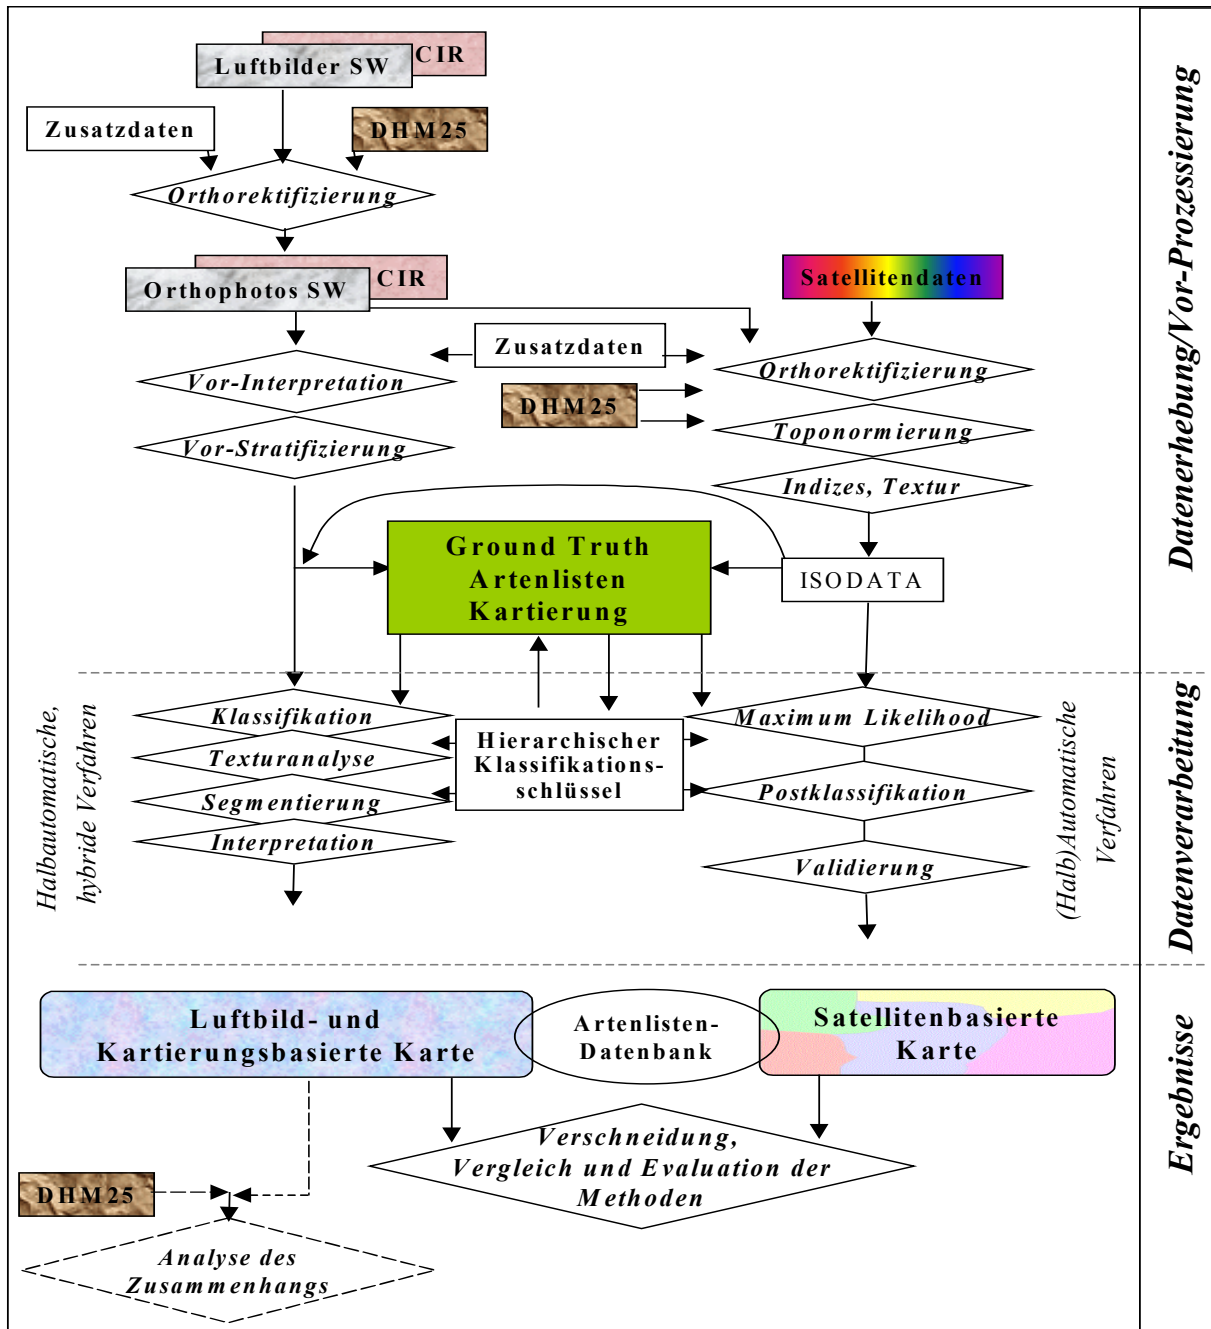 CIR
Luftbilder SW
Zusatzdaten
DHM25
Orthorektifizierung
CIR
Orthophotos SW
Satellitendaten
Zusatzdaten
Vor-Interpretation
Orthorektifizierung
DHM25
Vor-Stratifizierung
Toponormierung
Indizes, Textur
Ground Truth
Artenlisten
Kartierung
ISODATA
Datenerhebung/Vor-Prozessierung
Halbautomatische,
hybride Verfahren
Klassifikation
Texturanalyse
Segmentierung
Interpretation
Hierarchischer
Klassifikations-
schlüssel
Maximum Likelihood
Postklassifikation
Validierung
(Halb)Automatische
Verfahren
Datenverarbeitung
Luftbild- und
Kartierungsbasierte Karte
Artenlisten-
Datenbank
Satellitenbasierte
Karte
Verschneidung,
Vergleich und Evaluation der
Methoden
DHM25
Analyse des
Zusammenhangs
Ergebnisse